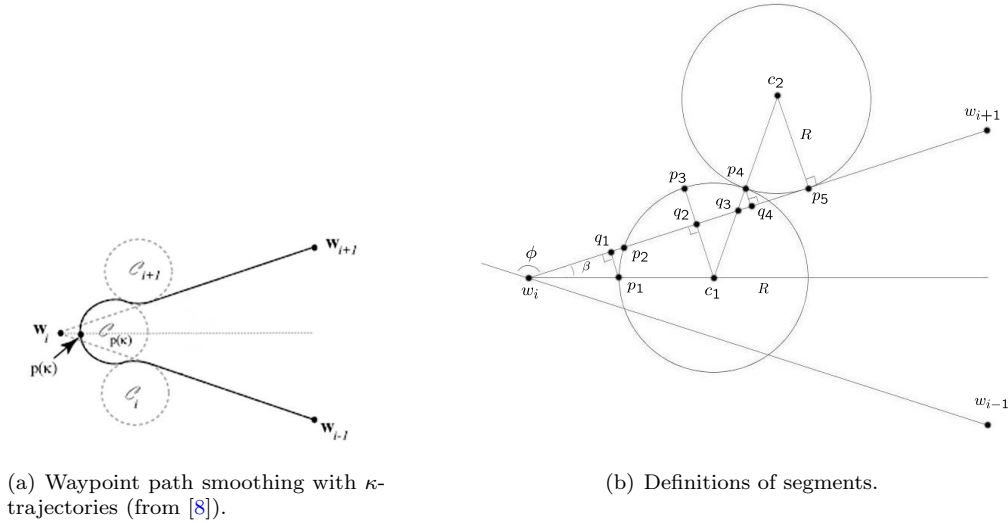 w_i
p(κ)
C_{i+1}
C_{p(κ)}
C_i
w_{i+1}
w_{i-1}
(a) Waypoint path smoothing with κ-
trajectories (from [8]).
c_2
R
w_{i+1}
p_3
p_4
p_5
q_2
q_3
q_4
q_1
p_2
ϕ
β
w_i
p_1
c_1
R
w_{i−1}
(b) Definitions of segments.